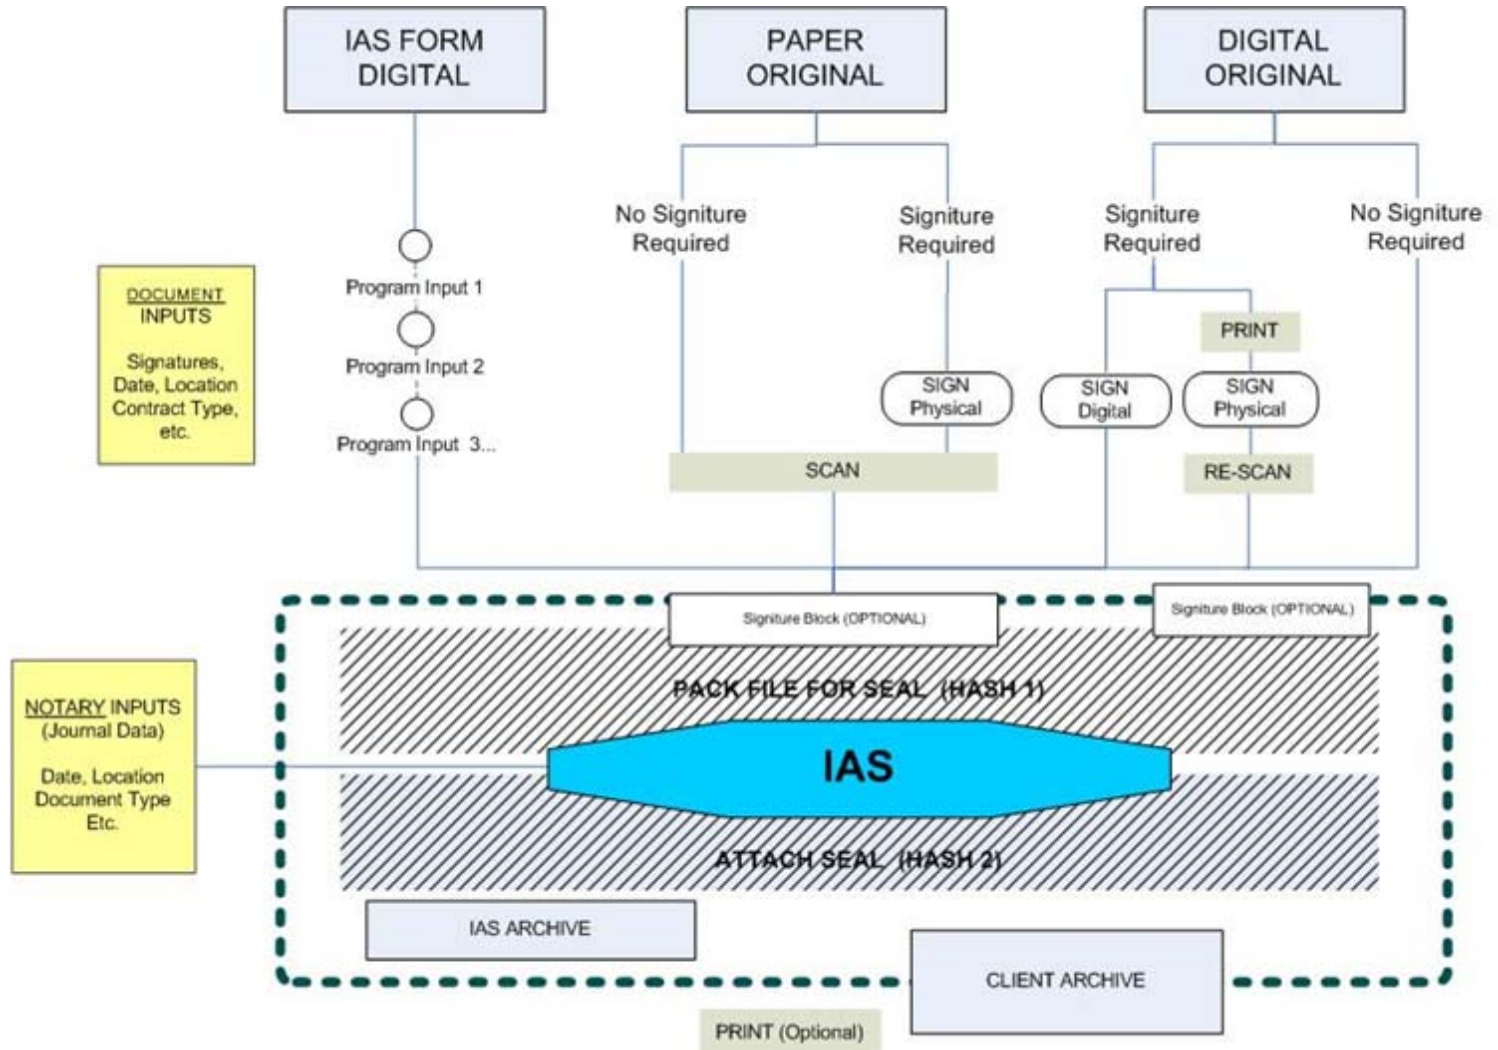 IAS FORM
DIGITAL
PAPER
ORIGINAL
DIGITAL
ORIGINAL
No Signiture
Required
Signiture
Required
Signiture
Required
No Signiture
Required
DOCUMENT
INPUTS
Signatures,
Date, Location
Contract Type,
etc.
Program Input 1
Program Input 2
Program Input 3...
SIGN
Physical
SCAN
SIGN
Digital
PRINT
SIGN
Physical
RE-SCAN
Signiture Block (OPTIONAL)
Signiture Block (OPTIONAL)
PACK FILE FOR SEAL (HASH 1)
NOTARY INPUTS
(Journal Data)
Date, Location
Document Type
Etc.
IAS
ATTACH SEAL (HASH 2)
IAS ARCHIVE
CLIENT ARCHIVE
PRINT (Optional)